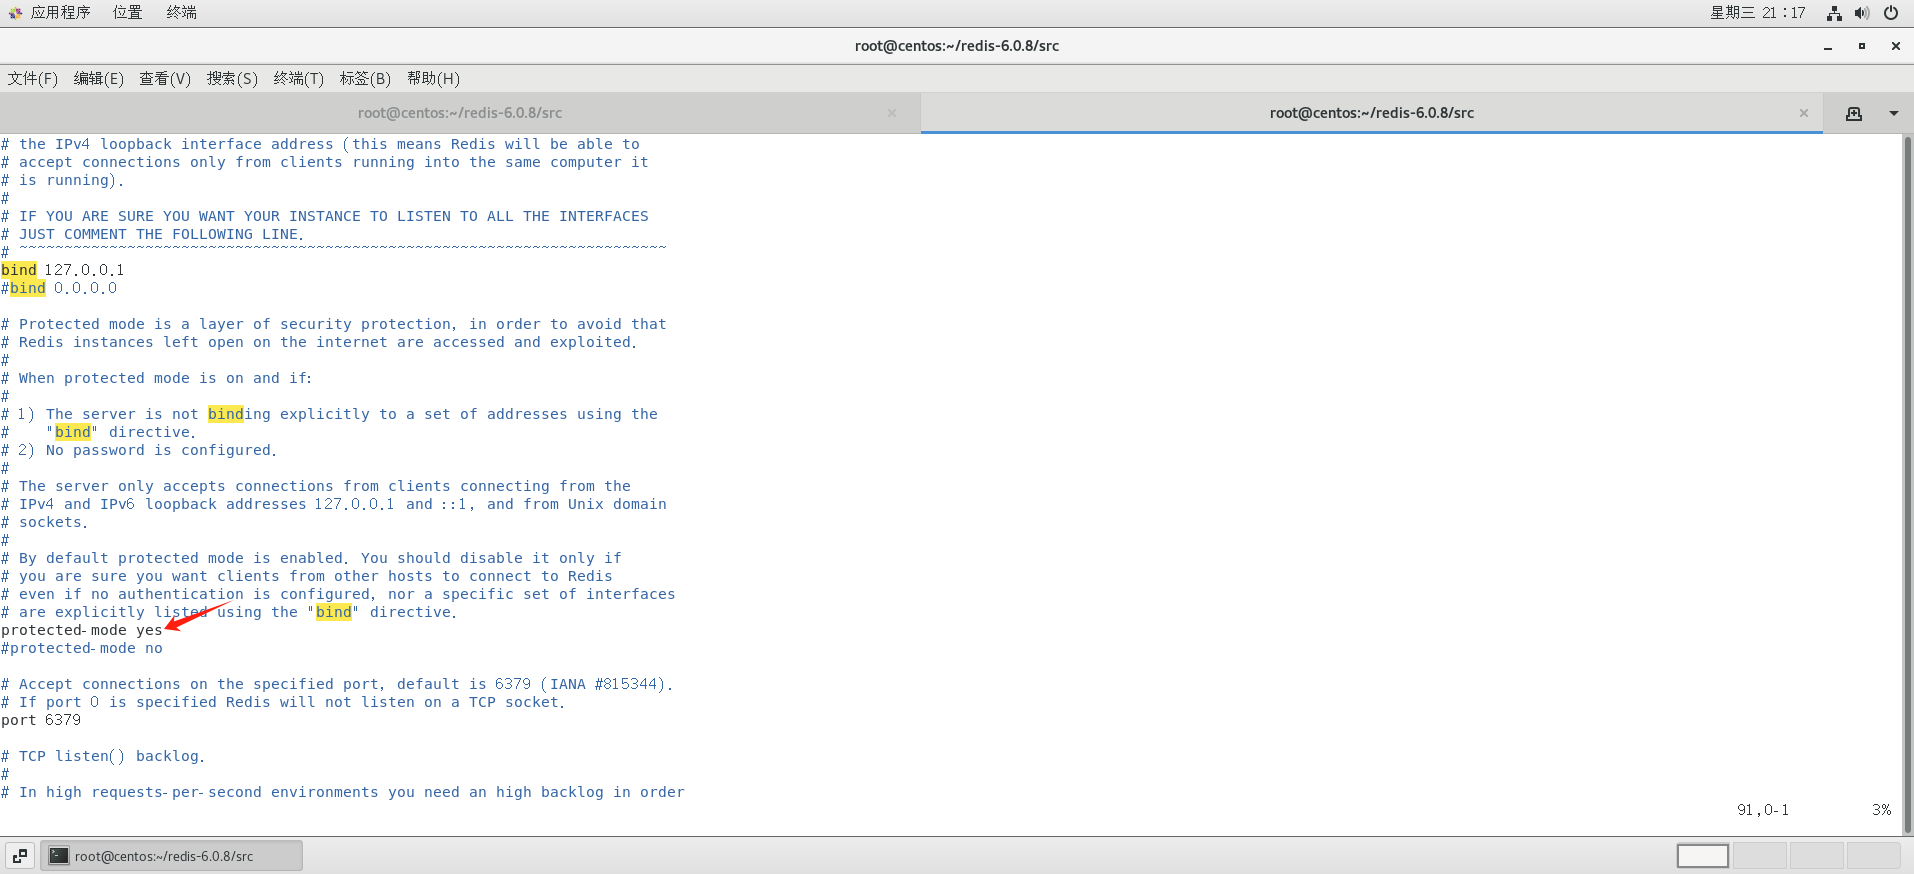 应用程序 位置 终端 星期三 21：17
root@centos:~/redis-6.0.8/src
文件(F) 编辑(E) 查看(V) 搜索(S) 终端(T) 标签(B) 帮助(H)
root@centos:~/redis-6.0.8/src × root@centos:~/redis-6.0.8/src ×
# the IPv4 loopback interface address (this means Redis will be able to
# accept connections only from clients running into the same computer it
# is running).
#
# IF YOU ARE SURE YOU WANT YOUR INSTANCE TO LISTEN TO ALL THE INTERFACES
# JUST COMMENT THE FOLLOWING LINE.
# ~~~~~~~~~~~~~~~~~~~~~~~~~~~~~~~~~~~~~~~~~~~~~~~~~~~~~~~~~~~~~~~~~~~~~~~~
bind 127.0.0.1
#bind 0.0.0.0
# Protected mode is a layer of security protection, in order to avoid that
# Redis instances left open on the internet are accessed and exploited.
#
# When protected mode is on and if:
#
# 1) The server is not binding explicitly to a set of addresses using the
#    "bind" directive.
# 2) No password is configured.
#
# The server only accepts connections from clients connecting from the
# IPv4 and IPv6 loopback addresses 127.0.0.1 and ::1, and from Unix domain
# sockets.
#
# By default protected mode is enabled. You should disable it only if
# you are sure you want clients from other hosts to connect to Redis
# even if no authentication is configured, nor a specific set of interfaces
# are explicitly listed using the "bind" directive.
protected-mode yes
#protected-mode no
# Accept connections on the specified port, default is 6379 (IANA #815344).
# If port 0 is specified Redis will not listen on a TCP socket.
port 6379
# TCP listen() backlog.
#
# In high requests-per-second environments you need an high backlog in order
91,0-1 3%
root@centos:~/redis-6.0.8/src